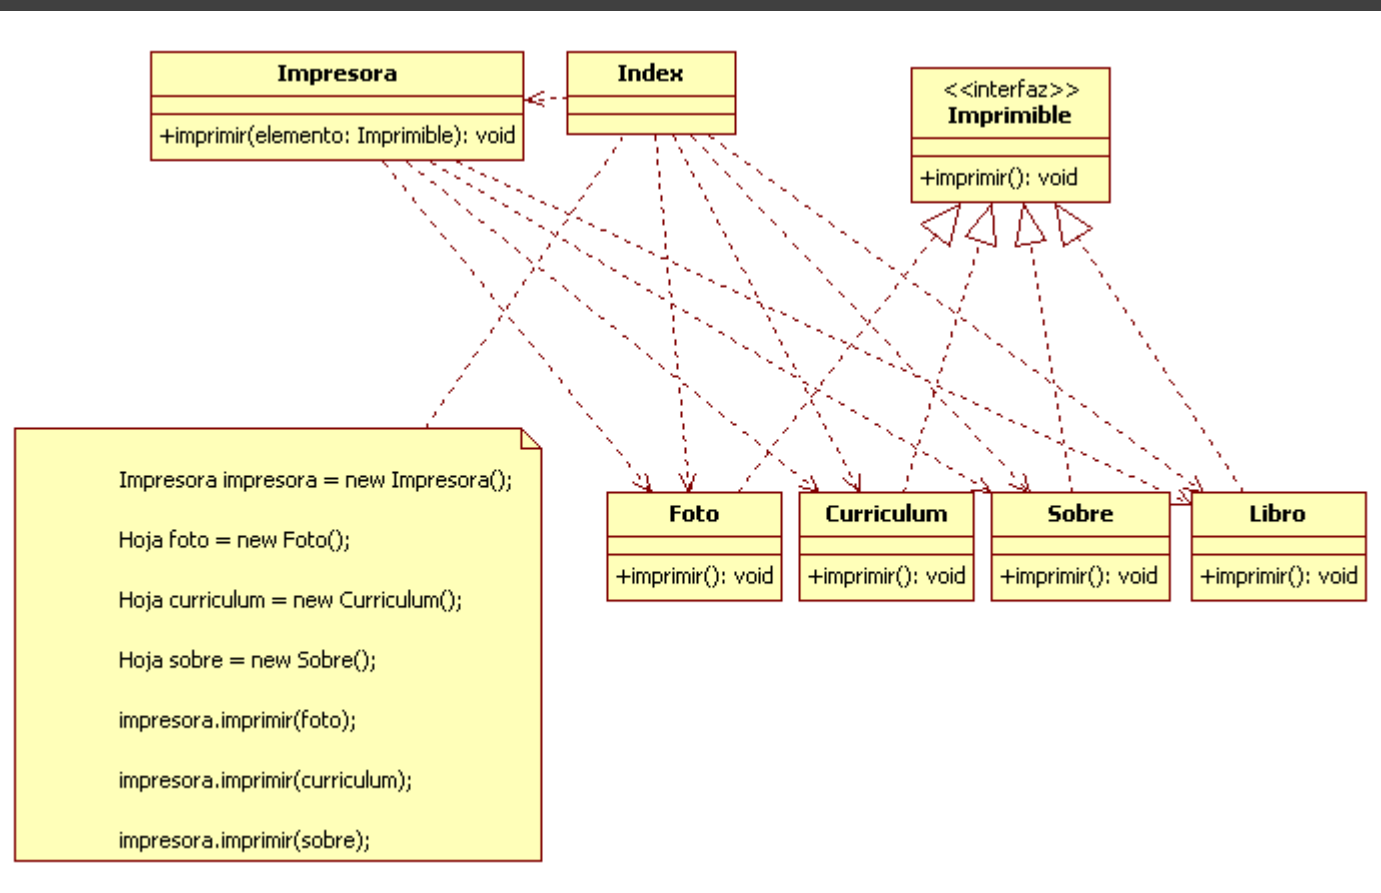 Impresora
+imprimir(elemento: Imprimible): void
Index
<<interfaz>>
Imprimible
+imprimir(): void
Impresora impresora = new Impresora();
Hoja foto = new Foto();
Hoja curriculum = new Curriculum();
Hoja sobre = new Sobre();
impresora.imprimir(foto);
impresora.imprimir(curriculum);
impresora.imprimir(sobre);
Foto
+imprimir(): void
Curriculum
+imprimir(): void
Sobre
+imprimir(): void
Libro
+imprimir(): void